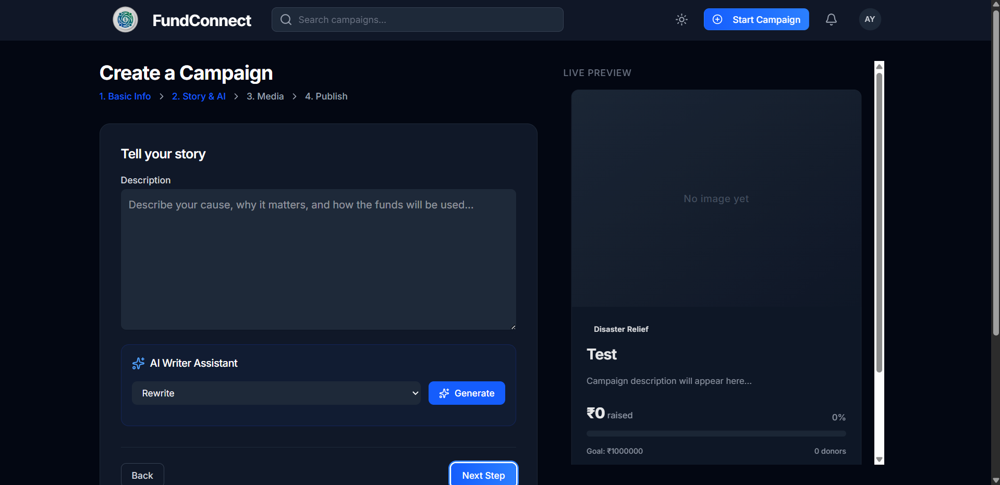 FundConnect
Search campaigns...
Start Campaign
AY
Create a Campaign
1. Basic Info > 2. Story & AI > 3. Media > 4. Publish
Tell your story
Description
Describe your cause, why it matters, and how the funds will be used...
AI Writer Assistant
Rewrite
Generate
Back
Next Step
LIVE PREVIEW
No image yet
Disaster Relief
Test
Campaign description will appear here...
₹0 raised
0%
Goal: ₹1000000
0 donors